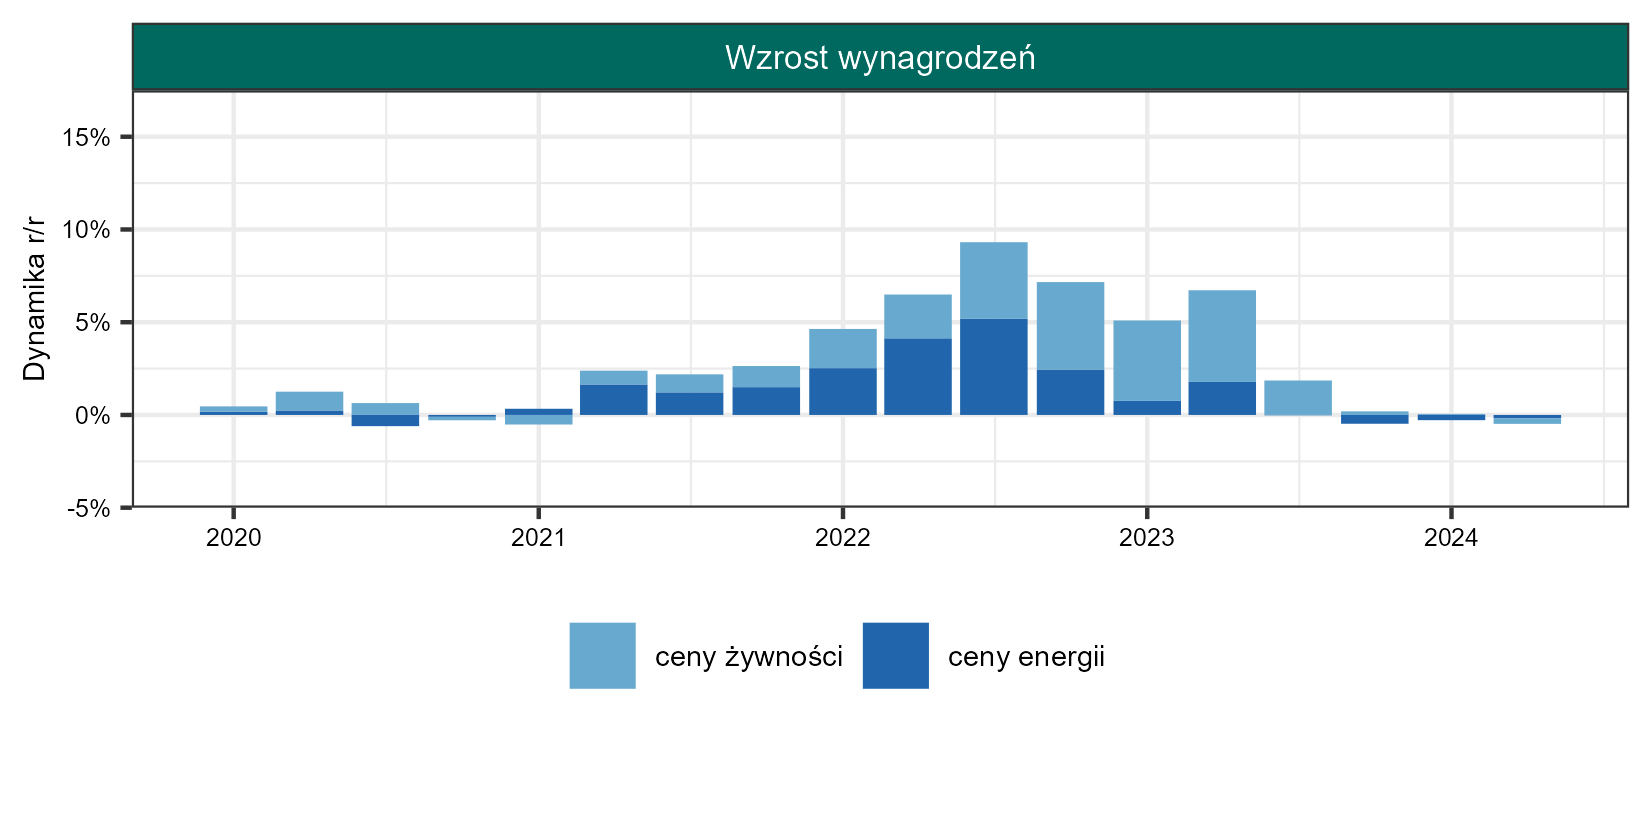 Wzrost wynagrodzeń
Dynamika r/r
15%
10%
5%
0%
-5%
2020 2021 2022 2023 2024
ceny żywności ceny energii